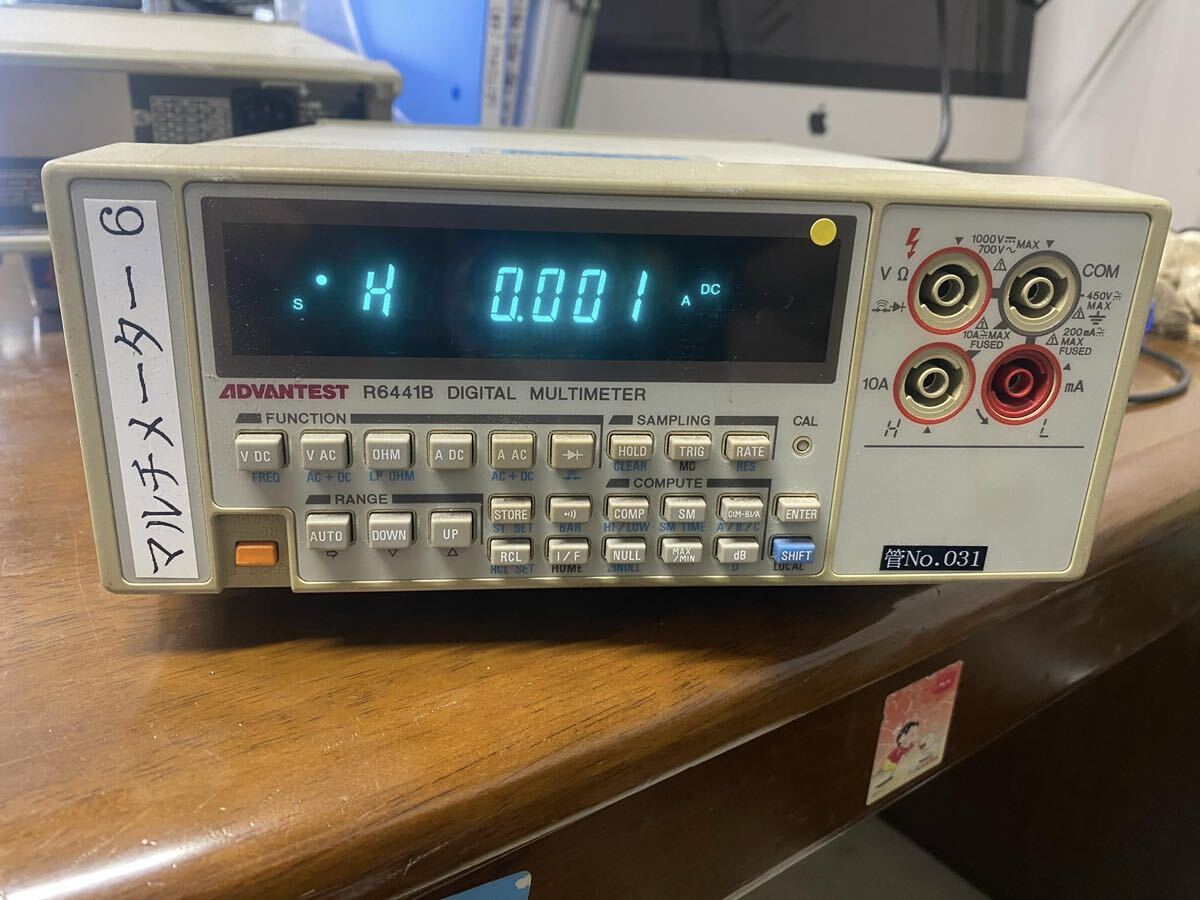 マルチメーター 6
S H 0.001 A DC
ADVANTEST R6441B DIGITAL MULTIMETER
FUNCTION SAMPLING CAL
V DC V AC OHM A DC A AC HOLD TRIG RATE
FREQ AC + DC LP OHM AC + DC CLEAR MD RES
RANGE COMPUTE
STORE COMP SM C(M-B)/A ENTER
ST SET BAR HI/LOW SM TIME A/B/C
AUTO DOWN UP
RCL I/F NULL MAX/MIN dB SHIFT
RCL SET HOME D LOCAL
1000V MAX
700V
V Ω COM
450V MAX
10A MAX FUSED
200mA MAX FUSED
10A mA
H L
管No.031